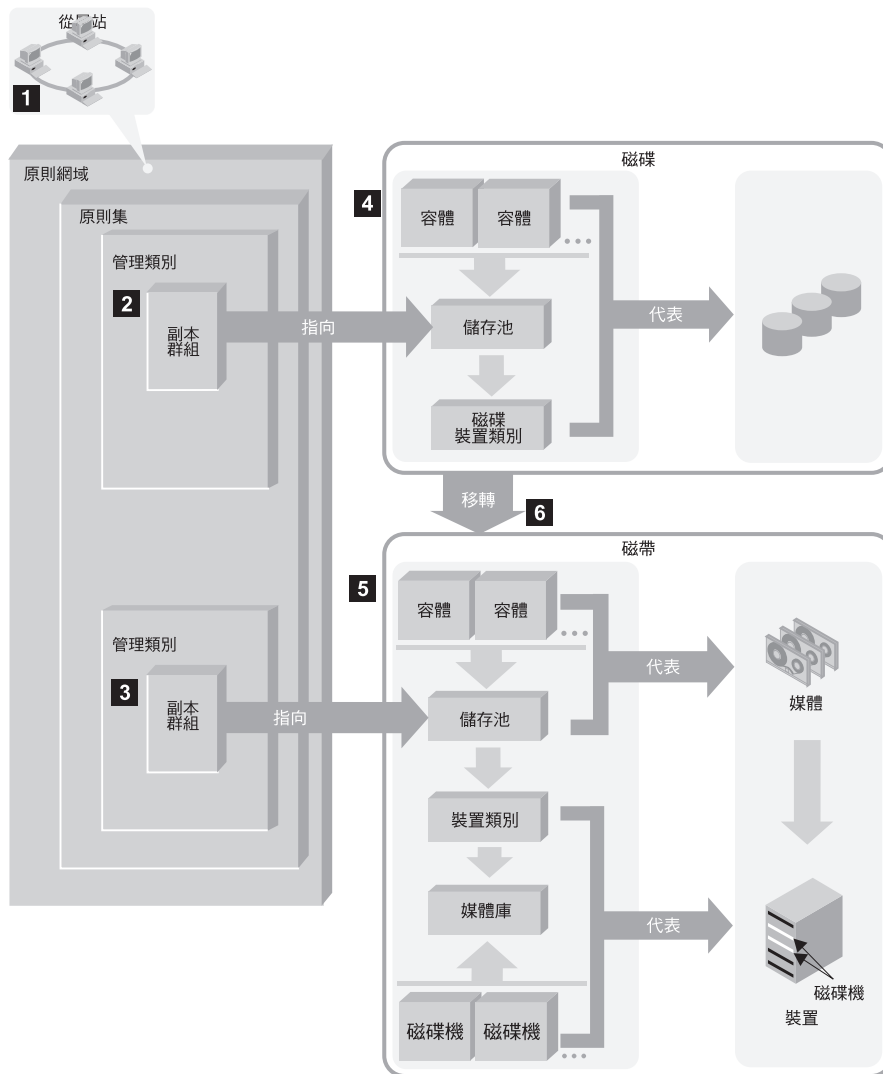 從屬站
1
原則網域
原則集
管理類別
2
副本
群組
指向
管理類別
3
副本
群組
指向
磁碟
4
容體
容體
儲存池
磁碟
裝置類別
代表
移轉
6
磁帶
5
容體
容體
儲存池
代表
媒體
裝置類別
媒體庫
代表
磁碟機
磁碟機
磁碟機
裝置